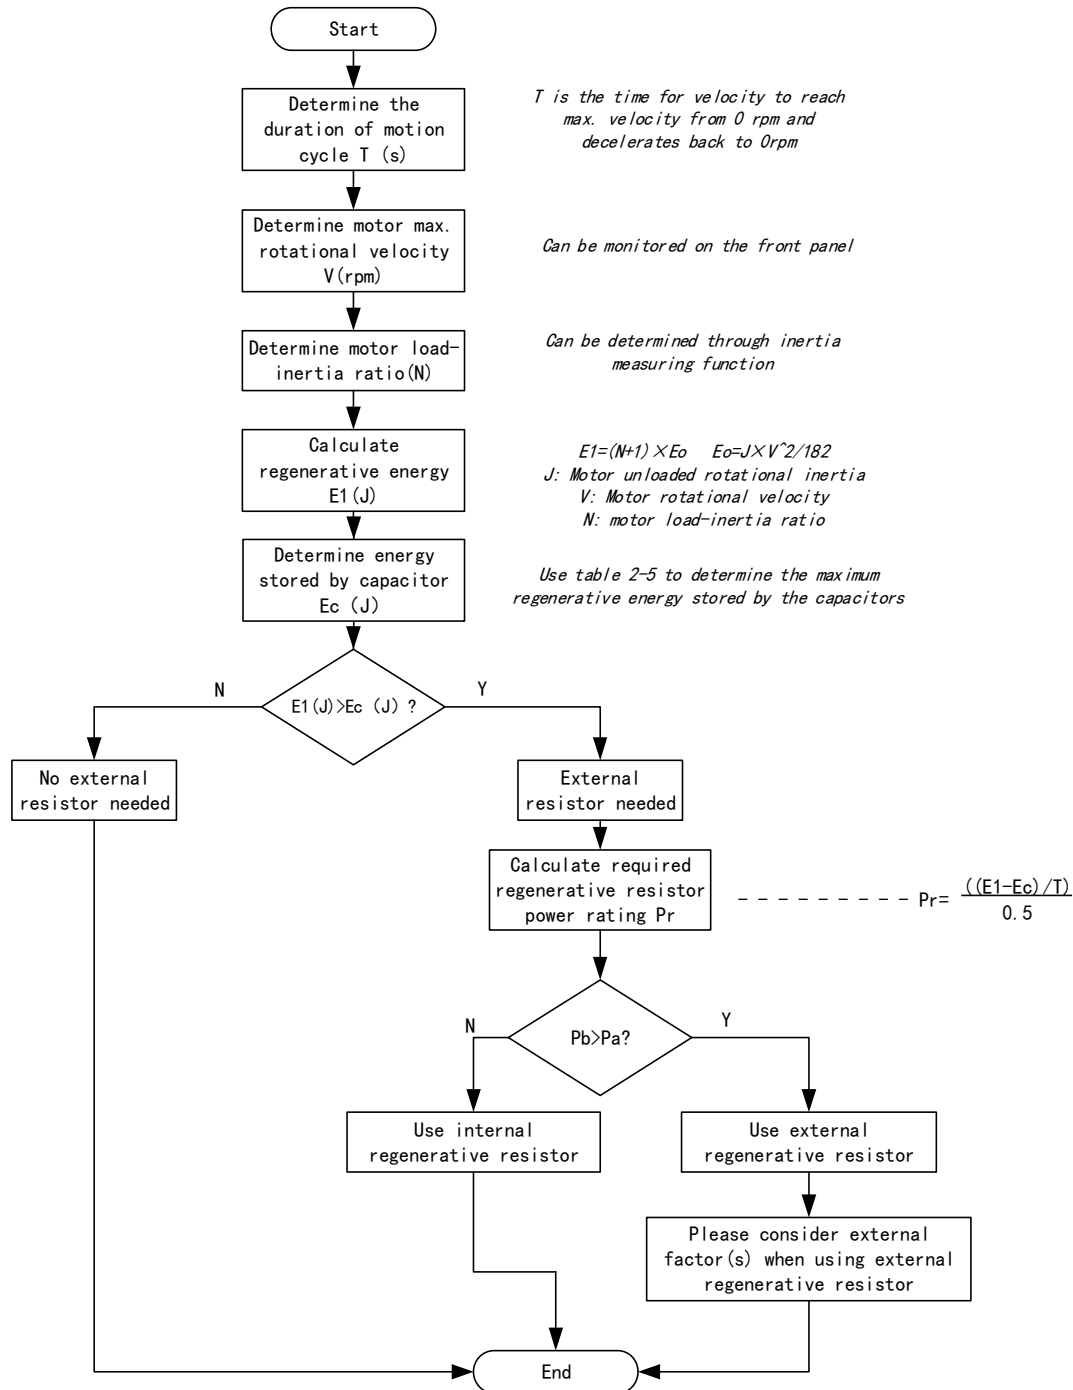 Start
Determine the
duration of motion
cycle T (s)
T is the time for velocity to reach
max. velocity from 0 rpm and
decelerates back to 0rpm
Determine motor max.
rotational velocity
V(rpm)
Can be monitored on the front panel
Determine motor load-
inertia ratio(N)
Can be determined through inertia
measuring function
Calculate
regenerative energy
E1(J)
E1=(N+1)×Eo Eo=J×V^2/182
J: Motor unloaded rotational inertia
V: Motor rotational velocity
N: motor load-inertia ratio
Determine energy
stored by capacitor
Ec (J)
Use table 2-5 to determine the maximum
regenerative energy stored by the capacitors
N
E1(J)>Ec (J) ?
Y
No external
resistor needed
External
resistor needed
Calculate required
regenerative resistor
power rating Pr
Pr= ((E1-Ec)/T)
0.5
N
Pb>Pa?
Y
Use internal
regenerative resistor
Use external
regenerative resistor
Please consider external
factor(s) when using external
regenerative resistor
End